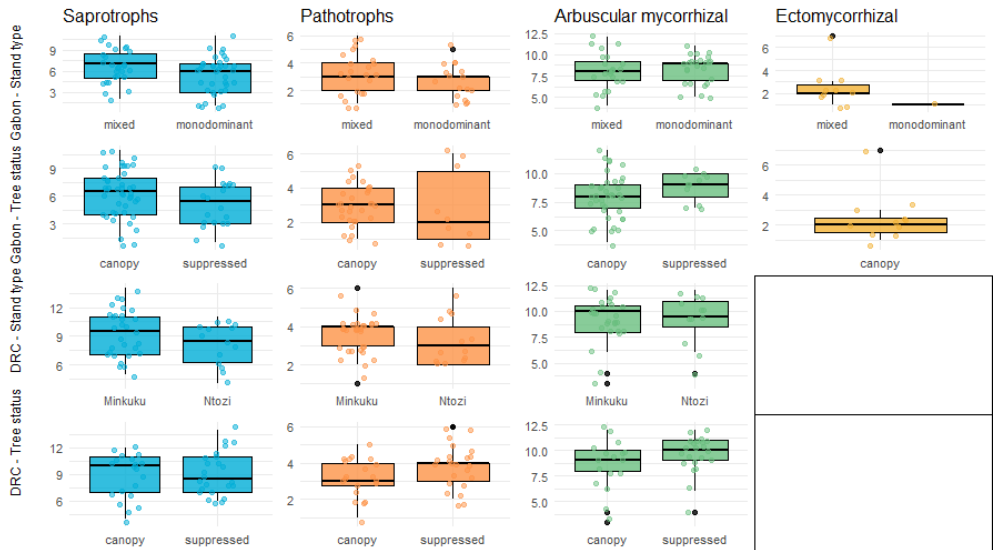 Saprotrophs Pathotrophs Arbuscular mycorrhizal Ectomycorrhizal
Gabon - Stand type
9
6
3
mixed monodominant
6
4
2
mixed monodominant
12.5
10.0
7.5
5.0
mixed monodominant
6
4
2
mixed monodominant
Gabon - Tree status
9
6
3
canopy suppressed
6
4
2
canopy suppressed
10.0
7.5
5.0
canopy suppressed
6
4
2
canopy
DRC - Stand type
12
9
6
Minkuku Ntozi
6
4
2
Minkuku Ntozi
12.5
10.0
7.5
5.0
Minkuku Ntozi
DRC - Tree status
12
9
6
canopy suppressed
6
4
2
canopy suppressed
12.5
10.0
7.5
5.0
canopy suppressed